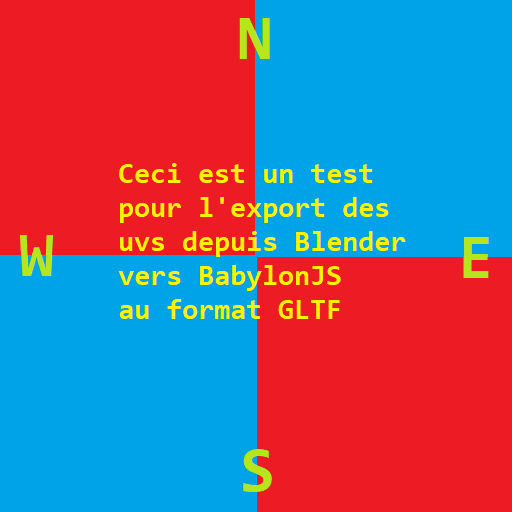 N
Ceci est un test
pour l'export des
uvs depuis Blender
W
E
vers BabylonJS
au format GLTF
S